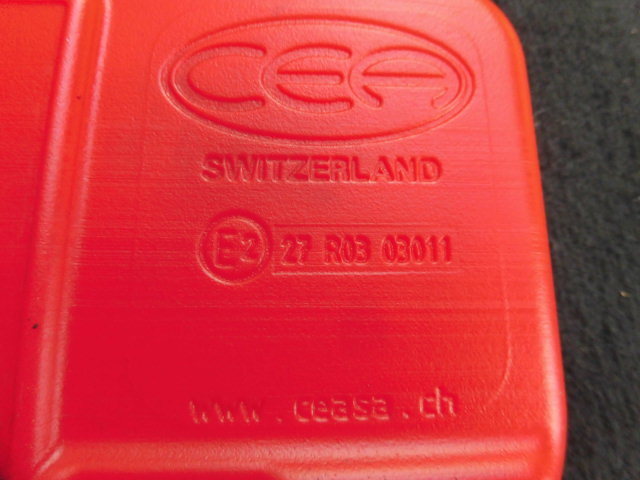 CEA
SWITZERLAND
E2 27 R03 03011
www.ceasa.ch